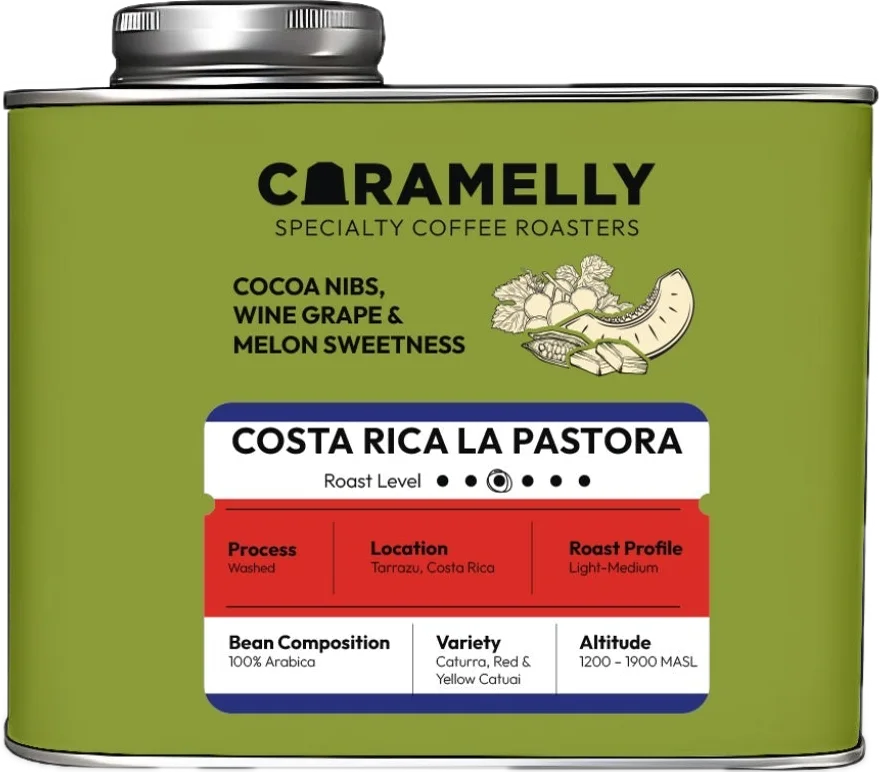 CARAMELLY
SPECIALTY COFFEE ROASTERS
COCOA NIBS,
WINE GRAPE &
MELON SWEETNESS
COSTA RICA LA PASTORA
Roast Level
Process
Washed
Location
Tarrazu, Costa Rica
Roast Profile
Light-Medium
Bean Composition
100% Arabica
Variety
Caturra, Red &
Yellow Catuai
Altitude
1200 - 1900 MASL